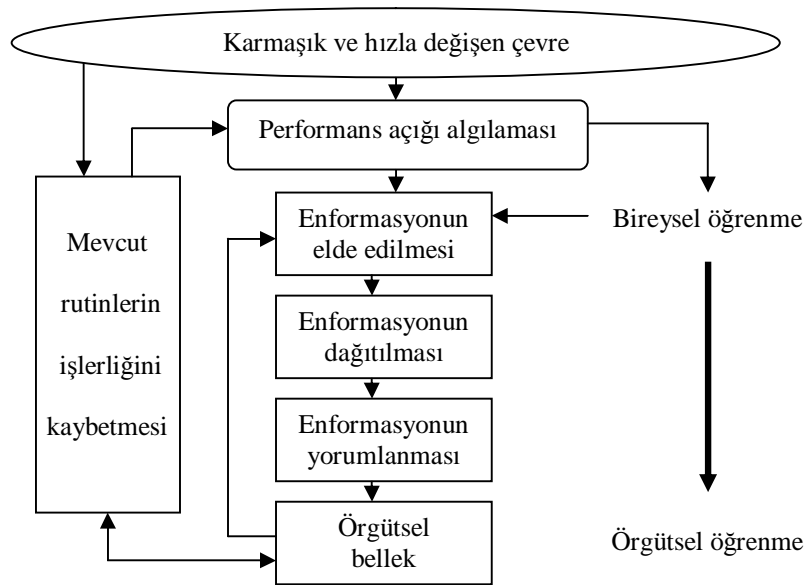 Karmaşık ve hızla değişen çevre
Performans açığı algılaması
Mevcut
rutinlerin
işlerliğini
kaybetmesi
Enformasyonun
elde edilmesi
Bireysel öğrenme
Enformasyonun
dağıtılması
Enformasyonun
yorumlanması
Örgütsel
bellek
Örgütsel öğrenme